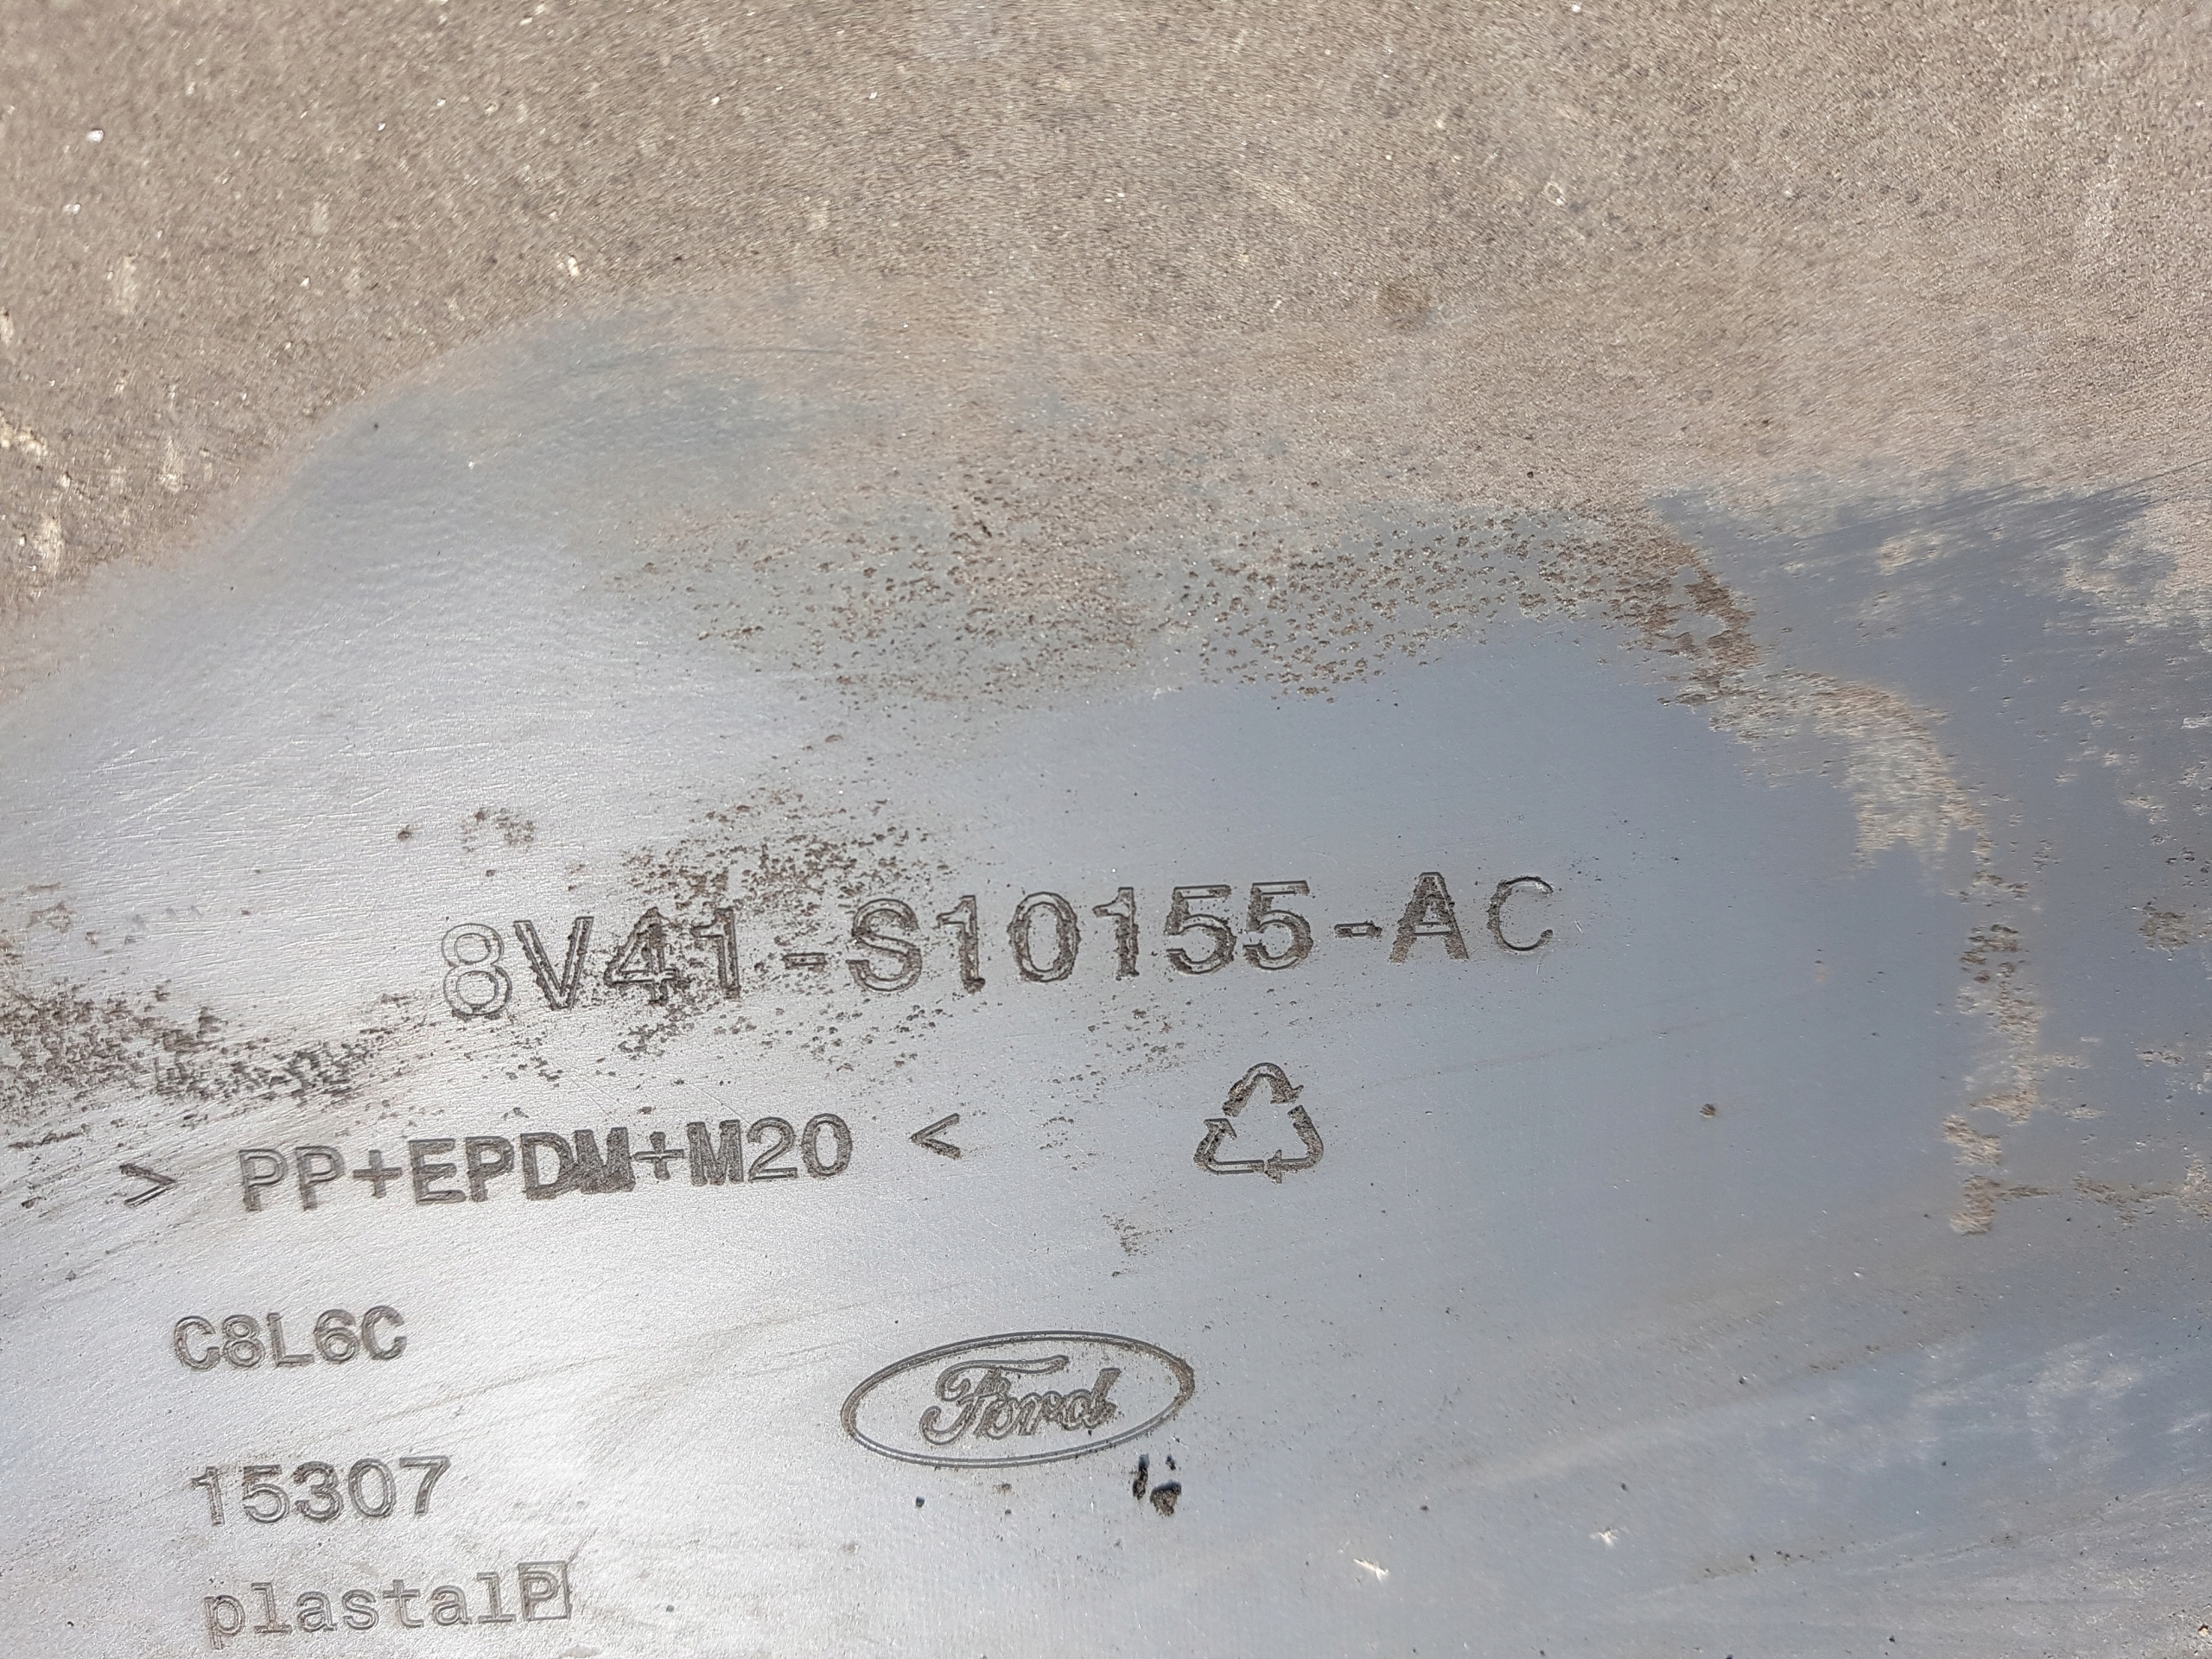 8V41-S10155-AC
> PP+EPDM+M20 <
C8L6C
Ford
15307
plastal P